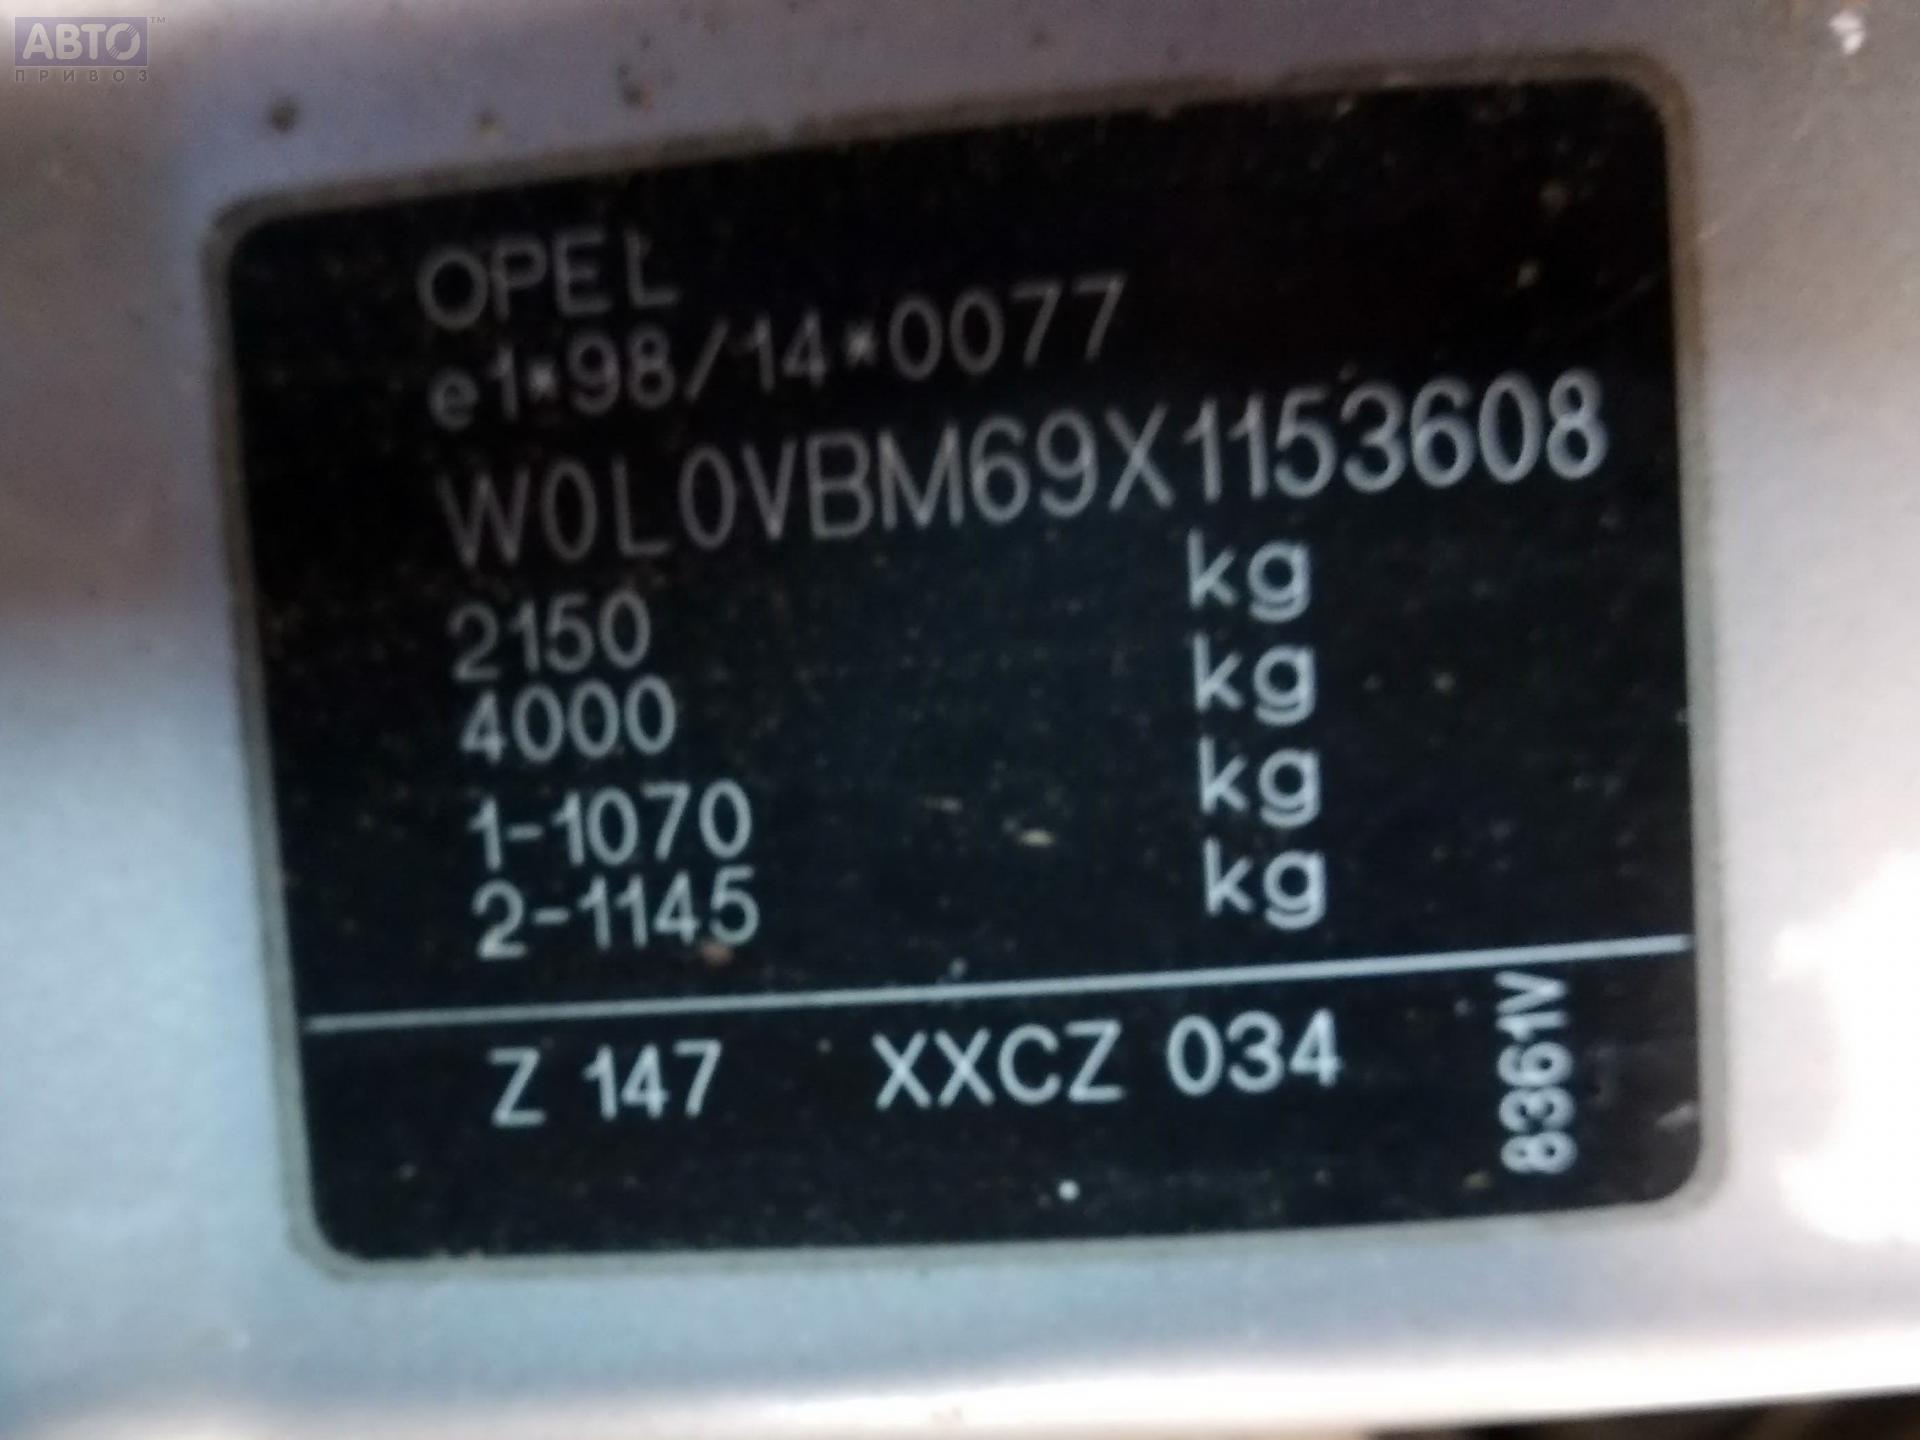 АВТО™
ПРИВОЗ
OPEL
e1*98/14*0077
W0L0VBM69X1153608
2150 kg
4000 kg
1-1070 kg
2-1145 kg
Z 147 XXCZ 034
8361V